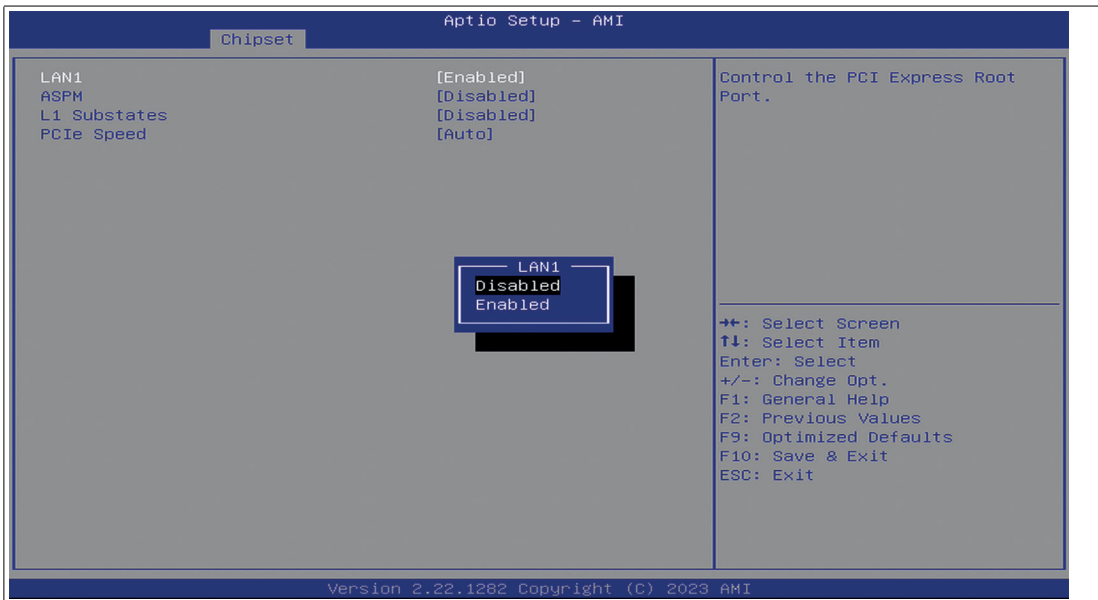 Aptio Setup – AMI
Chipset
LAN1 [Enabled]
ASPM [Disabled]
L1 Substates [Disabled]
PCIe Speed [Auto]
Control the PCI Express Root
Port.
LAN1
Disabled
Enabled
→←: Select Screen
↑↓: Select Item
Enter: Select
+/-: Change Opt.
F1: General Help
F2: Previous Values
F9: Optimized Defaults
F10: Save & Exit
ESC: Exit
Version 2.22.1282 Copyright (C) 2023 AMI